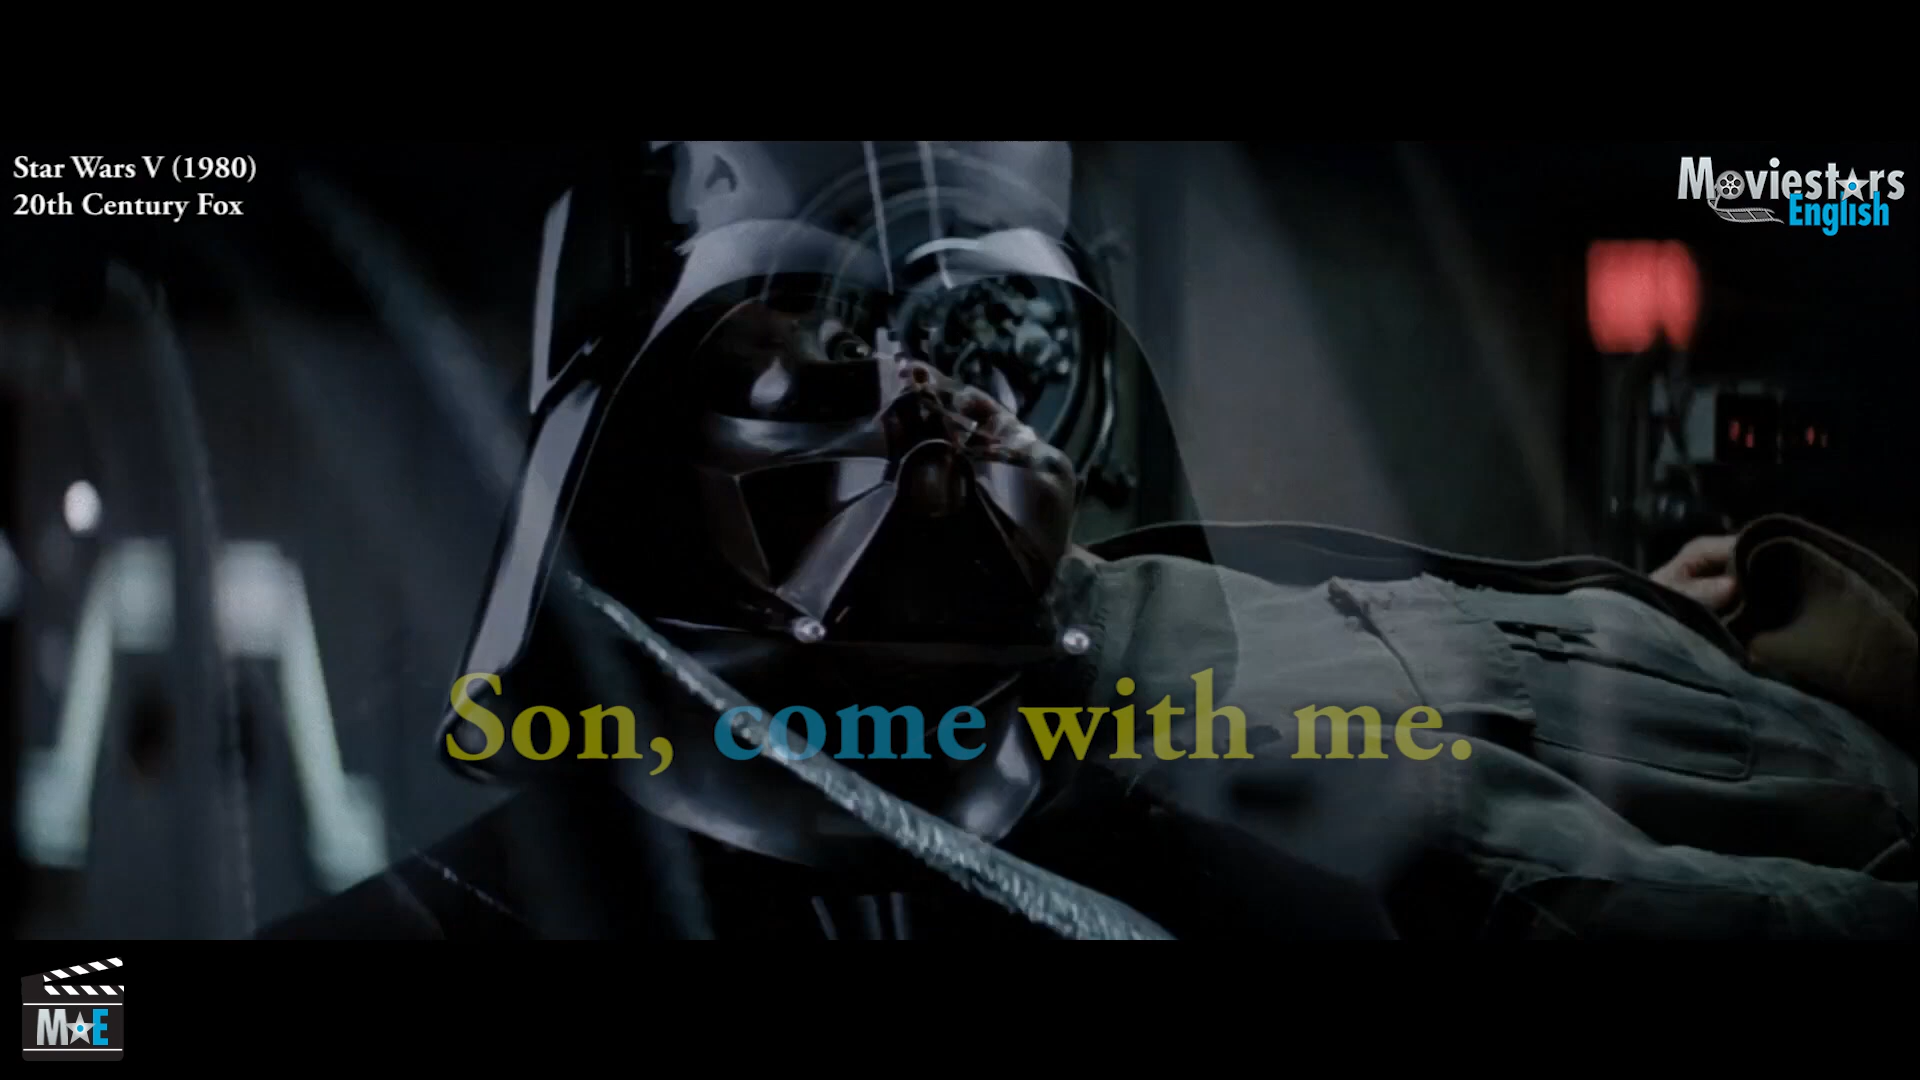 Star Wars V (1980)
20th Century Fox
Moviestars
English
Son, come with me.
M★E